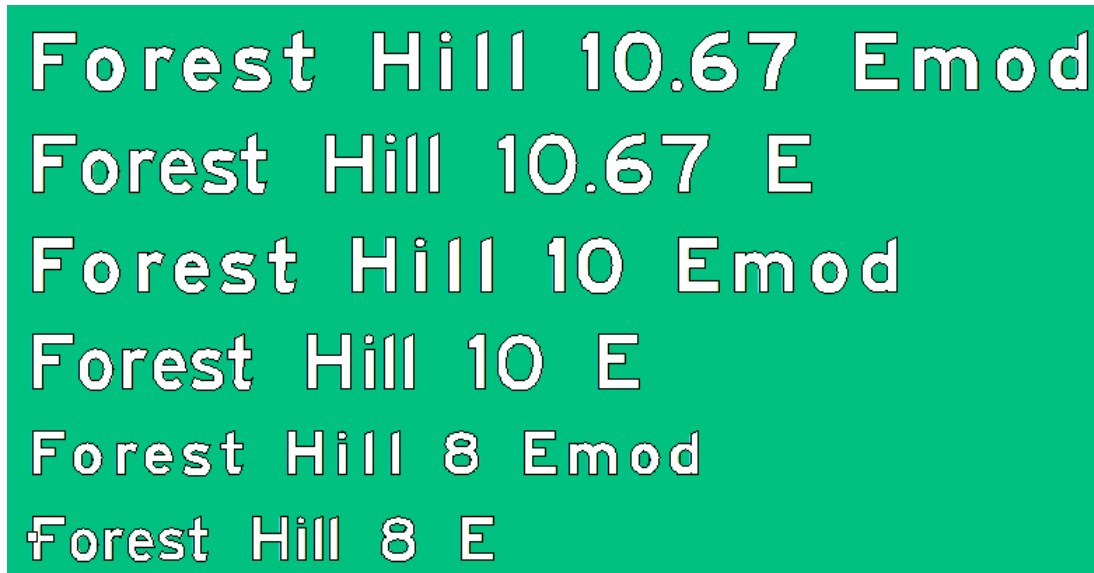 Forest Hill 10.67 Emod
Forest Hill 10.67 E
Forest Hill 10 Emod
Forest Hill 10 E
Forest Hill 8 Emod
Forest Hill 8 E